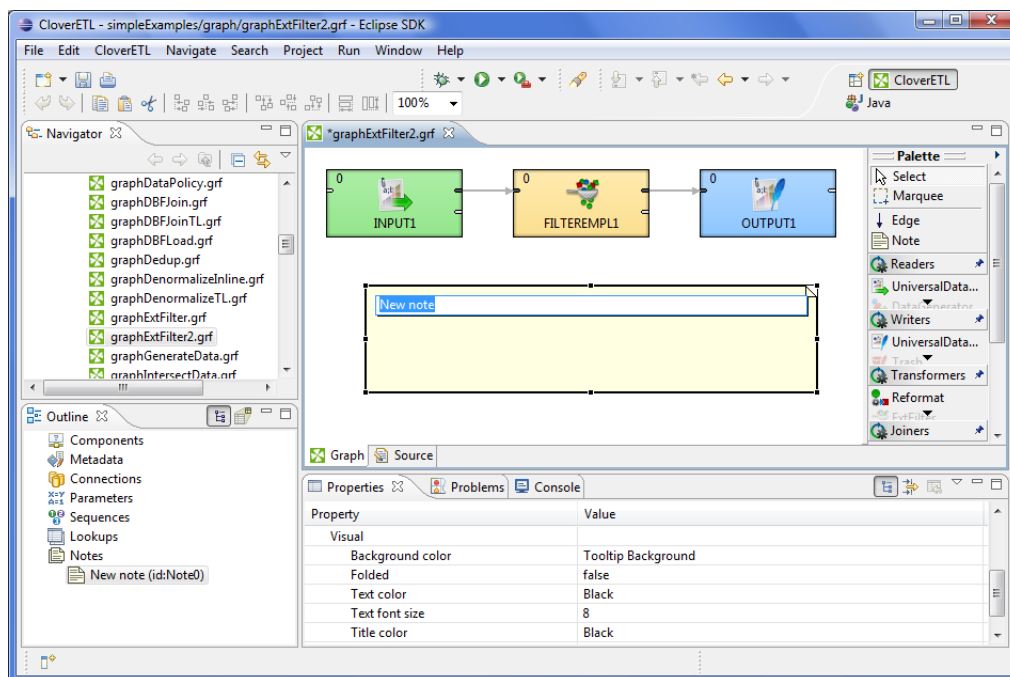 CloverETL - simpleExamples/graph/graphExtFilter2.grf - Eclipse SDK
File Edit CloverETL Navigate Search Project Run Window Help
CloverETL
100%
Java
Navigator
graphDataPolicy.grf
graphDBFJoin.grf
graphDBFJoinTL.grf
graphDBFLoad.grf
graphDedup.grf
graphDenormalizeInline.grf
graphDenormalizeTL.grf
graphExtFilter.grf
graphExtFilter2.grf
graphGenerateData.grf
graphIntersectData.grf
*graphExtFilter2.grf
0
INPUT1
0
FILTEREMPL1
0
OUTPUT1
New note
Palette
Select
Marquee
Edge
Note
Readers
UniversalData...
DataGenerator
Writers
UniversalData...
Trash
Transformers
Reformat
ExtFilter
Joiners
Graph Source
Outline
Components
Metadata
Connections
Parameters
Sequences
Lookups
Notes
New note (id:Note0)
Properties Problems Console
Property Value
Visual
Background color Tooltip Background
Folded false
Text color Black
Text font size 8
Title color Black